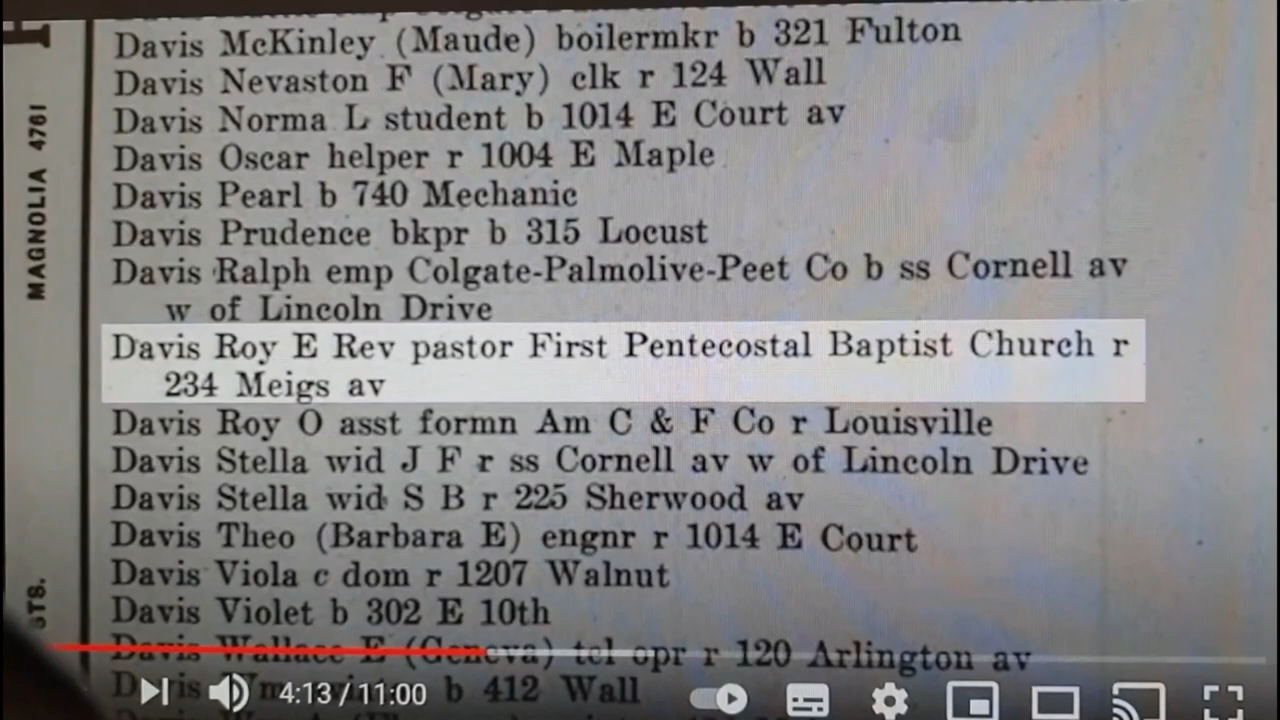 Davis McKinley (Maude) boilermkr b 321 Fulton
Davis Nevaston F (Mary) clk r 124 Wall
Davis Norma L student b 1014 E Court av
Davis Oscar helper r 1004 E Maple
Davis Pearl b 740 Mechanic
Davis Prudence bkpr b 315 Locust
Davis Ralph emp Colgate-Palmolive-Peet Co b ss Cornell av
w of Lincoln Drive
Davis Roy E Rev pastor First Pentecostal Baptist Church r
234 Meigs av
Davis Roy O asst formn Am C & F Co r Louisville
Davis Stella wid J F r ss Cornell av w of Lincoln Drive
Davis Stella wid S B r 225 Sherwood av
Davis Theo (Barbara E) engnr r 1014 E Court
Davis Viola c dom r 1207 Walnut
Davis Violet b 302 E 10th
Davis Wallace E (Geneva) tel opr r 120 Arlington av
b 412 Wall
4:13 / 11:00
MAGNOLIA 4761
STS.